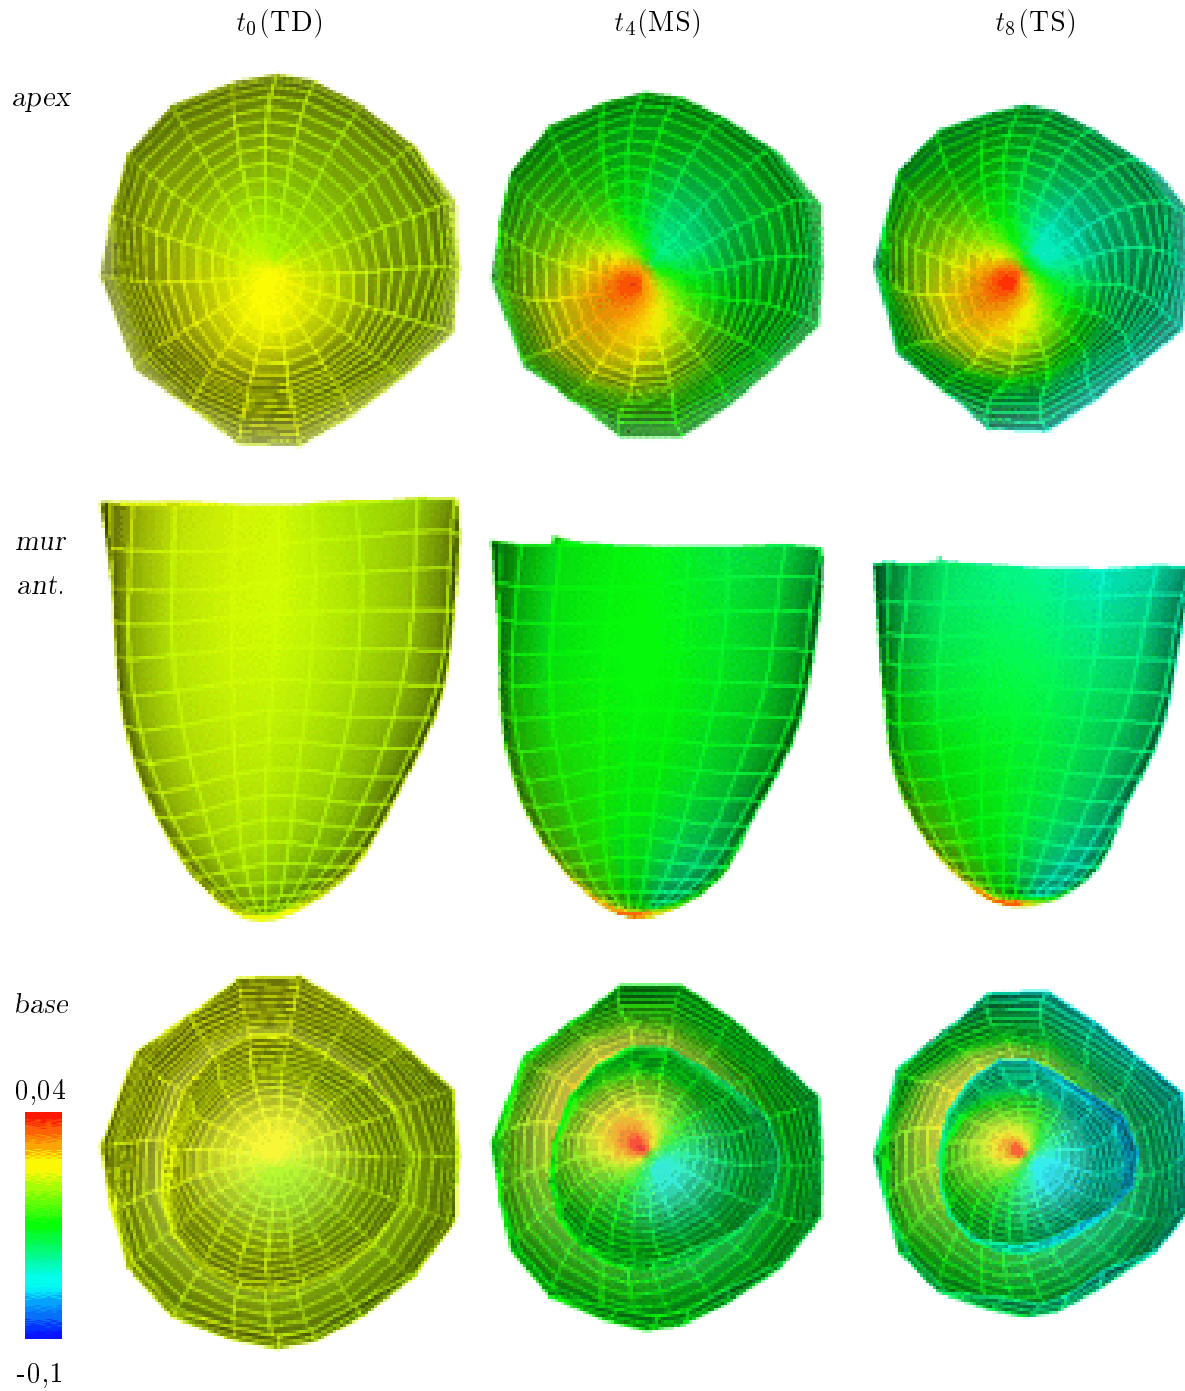 t₀(TD) t₄(MS) t₈(TS)
apex
mur
ant.
base
0,04
-0,1